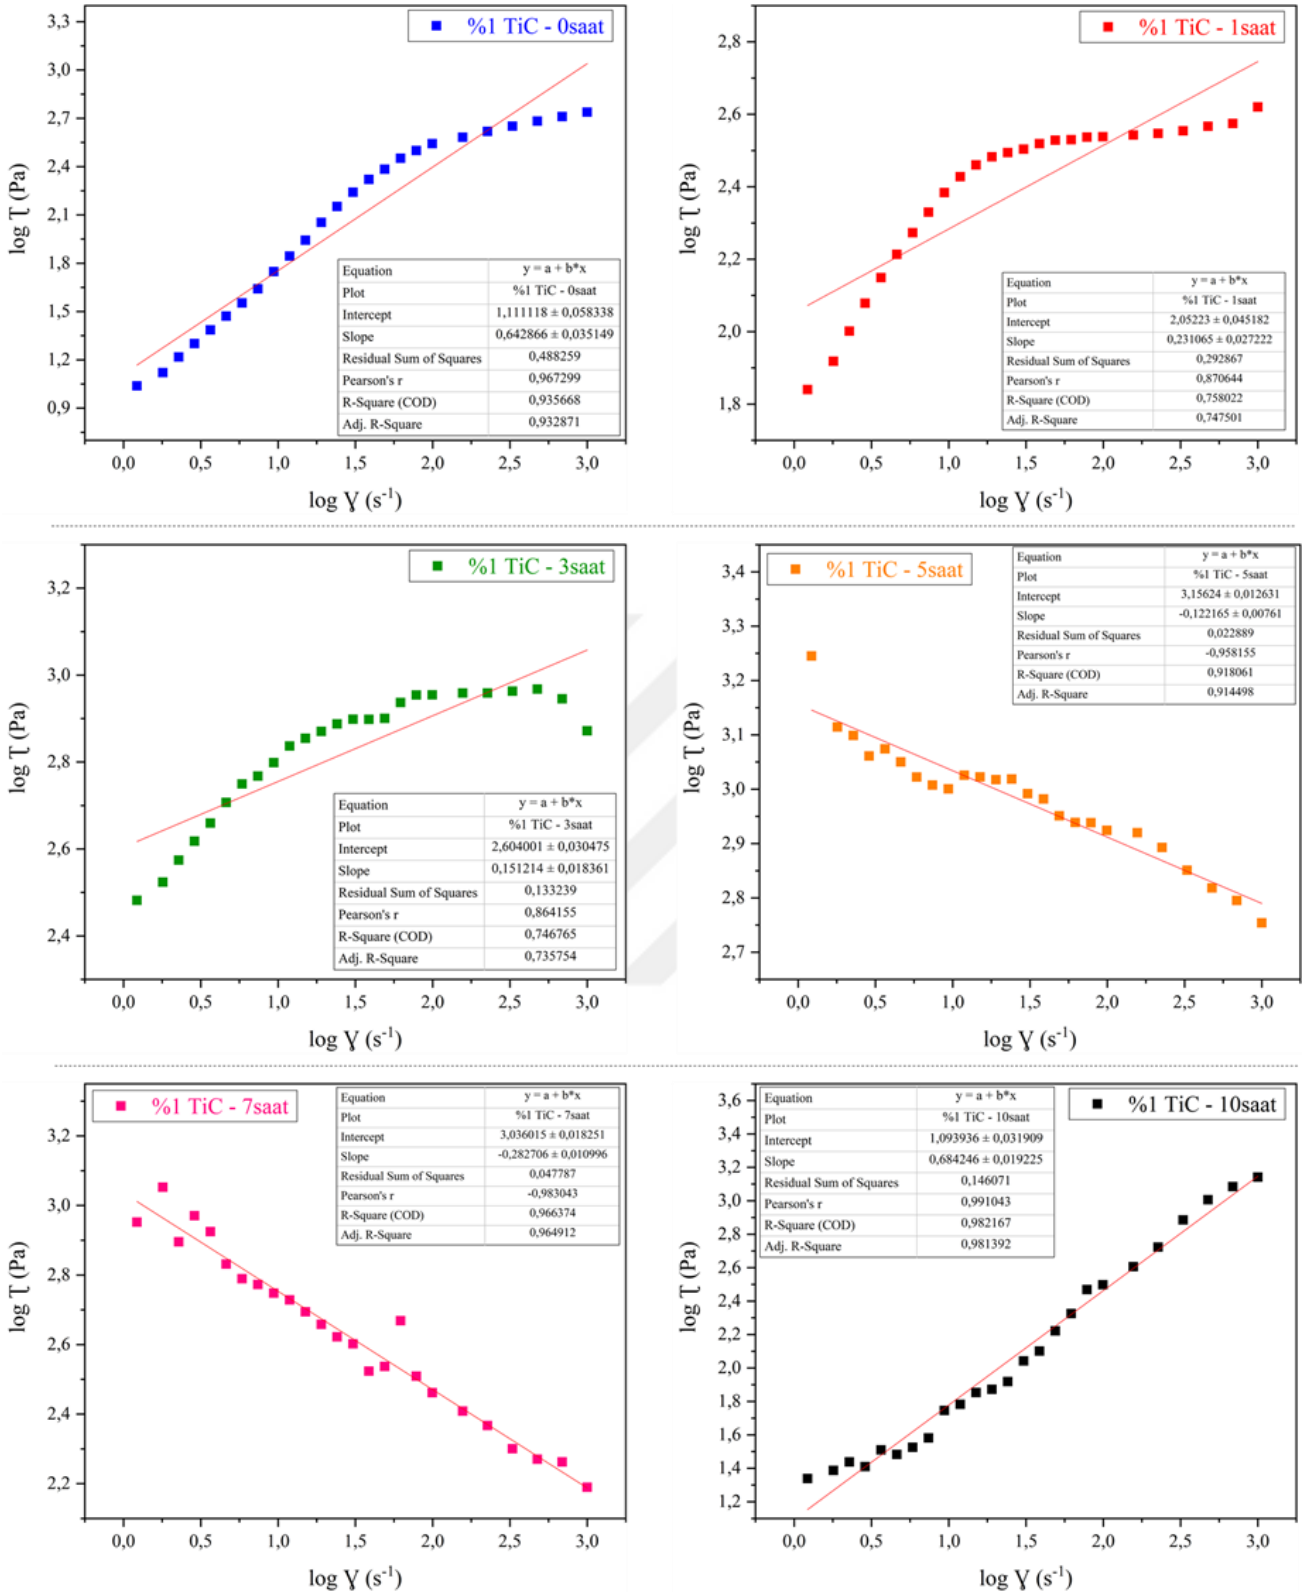 %1 TiC - 0saat
3,3
3,0
2,7
2,4
2,1
1,8
1,5
1,2
0,9
log Ʈ (Pa)
Equation y = a + b*x
Plot %1 TiC - 0saat
Intercept 1,111118 ± 0,058338
Slope 0,642866 ± 0,035149
Residual Sum of Squares 0,488259
Pearson's r 0,967299
R-Square (COD) 0,935668
Adj. R-Square 0,932871
0,0 0,5 1,0 1,5 2,0 2,5 3,0
log Ɣ (s⁻¹)
%1 TiC - 1saat
2,8
2,6
2,4
2,2
2,0
1,8
log Ʈ (Pa)
Equation y = a + b*x
Plot %1 TiC - 1saat
Intercept 2,05223 ± 0,045182
Slope 0,231065 ± 0,027222
Residual Sum of Squares 0,292867
Pearson's r 0,870644
R-Square (COD) 0,758022
Adj. R-Square 0,747501
0,0 0,5 1,0 1,5 2,0 2,5 3,0
log Ɣ (s⁻¹)
%1 TiC - 3saat
3,2
3,0
2,8
2,6
2,4
log Ʈ (Pa)
Equation y = a + b*x
Plot %1 TiC - 3saat
Intercept 2,604001 ± 0,030475
Slope 0,151214 ± 0,018361
Residual Sum of Squares 0,133239
Pearson's r 0,864155
R-Square (COD) 0,746765
Adj. R-Square 0,735754
0,0 0,5 1,0 1,5 2,0 2,5 3,0
log Ɣ (s⁻¹)
%1 TiC - 5saat
Equation y = a + b*x
Plot %1 TiC - 5saat
Intercept 3,15624 ± 0,012631
Slope -0,122165 ± 0,00761
Residual Sum of Squares 0,022889
Pearson's r -0,958155
R-Square (COD) 0,918061
Adj. R-Square 0,914498
3,4
3,3
3,2
3,1
3,0
2,9
2,8
2,7
log Ʈ (Pa)
0,0 0,5 1,0 1,5 2,0 2,5 3,0
log Ɣ (s⁻¹)
%1 TiC - 7saat
Equation y = a + b*x
Plot %1 TiC - 7saat
Intercept 3,036015 ± 0,018251
Slope -0,282706 ± 0,010996
Residual Sum of Squares 0,047787
Pearson's r -0,983043
R-Square (COD) 0,966374
Adj. R-Square 0,964912
3,2
3,0
2,8
2,6
2,4
2,2
log Ʈ (Pa)
0,0 0,5 1,0 1,5 2,0 2,5 3,0
log Ɣ (s⁻¹)
Equation y = a + b*x
Plot %1 TiC - 10saat
Intercept 1,093936 ± 0,031909
Slope 0,684246 ± 0,019225
Residual Sum of Squares 0,146071
Pearson's r 0,991043
R-Square (COD) 0,982167
Adj. R-Square 0,981392
%1 TiC - 10saat
3,6
3,4
3,2
3,0
2,8
2,6
2,4
2,2
2,0
1,8
1,6
1,4
1,2
log Ʈ (Pa)
0,0 0,5 1,0 1,5 2,0 2,5 3,0
log Ɣ (s⁻¹)